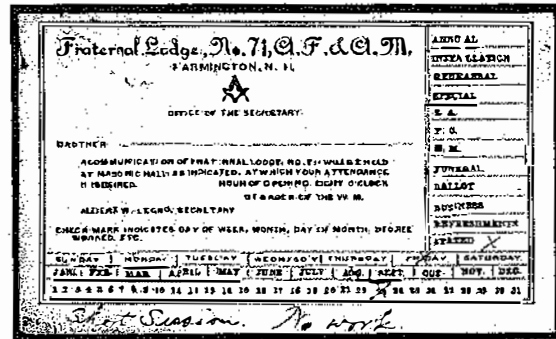 Fraternal Lodge, No. 71, A. F. & A. M.
FARMINGTON, N. H.
OFFICE OF THE SECRETARY
BROTHER
A COMMUNICATION OF FRATERNAL LODGE, NO. 71 WILL BE HELD
AT MASONIC HALL AS INDICATED, AT WHICH YOUR ATTENDANCE
IS REQUIRED. HOUR OF OPENING, EIGHT O'CLOCK
BY ORDER OF THE W. M.
SECRETARY
CHECK MARK INDICATES DAY OF WEEK, MONTH, DAY IN MONTH, DEGREE
WORKED, ETC.
ANNUAL
INSTALLATION
REHEARSAL
SPECIAL
E. A.
F. C.
M. M.
FUNERAL
BALLOT
BUSINESS
REFRESHMENTS
STATED X
SUNDAY MONDAY TUESDAY WEDNESDAY THURSDAY FRIDAY SATURDAY
JAN. FEB. MAR. APRIL MAY JUNE JULY AUG. SEPT. OCT. NOV. DEC.
1 2 3 4 5 6 7 8 9 10 11 12 13 14 15 16 17 18 19 20 21 22 24 25 26 27 28 29 30 31
Short Session. No work.